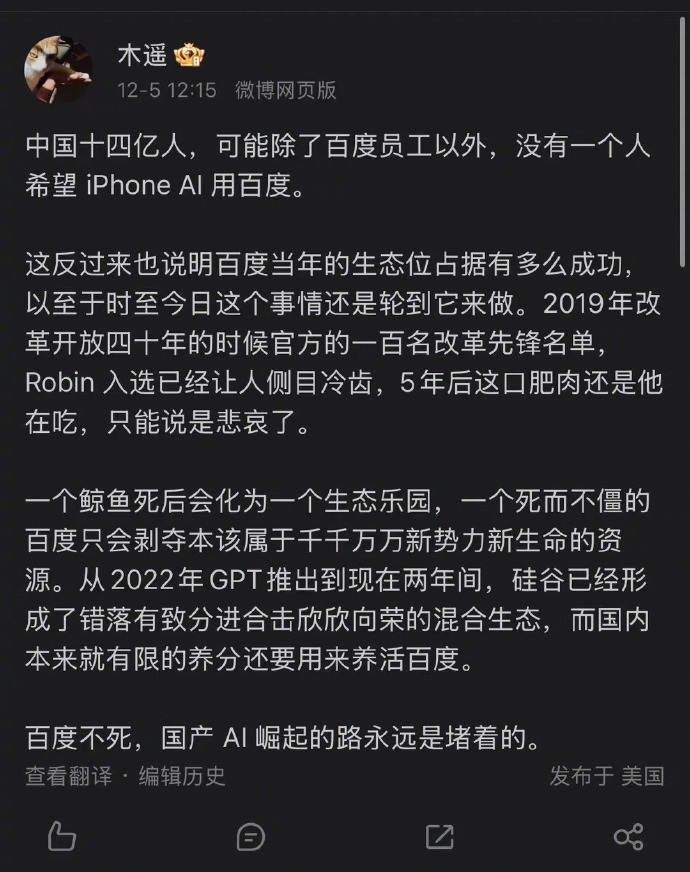 木遥
12-5 12:15 微博网页版
中国十四亿人，可能除了百度员工以外，没有一个人
希望 iPhone AI 用百度。
这反过来也说明百度当年的生态位占据有多么成功，
以至于时至今日这个事情还是轮到它来做。2019年改
革开放四十年的时候官方的一百名改革先锋名单，
Robin 入选已经让人侧目冷齿，5年后这口肥肉还是他
在吃，只能说是悲哀了。
一个鲸鱼死后会化为一个生态乐园，一个死而不僵的
百度只会剥夺本该属于千千万万新势力新生命的资
源。从2022年GPT推出到现在两年间，硅谷已经形
成了错落有致分进合击欣欣向荣的混合生态，而国内
本来就有限的养分还要用来养活百度。
百度不死，国产 AI 崛起的路永远是堵着的。
查看翻译 · 编辑历史 发布于 美国